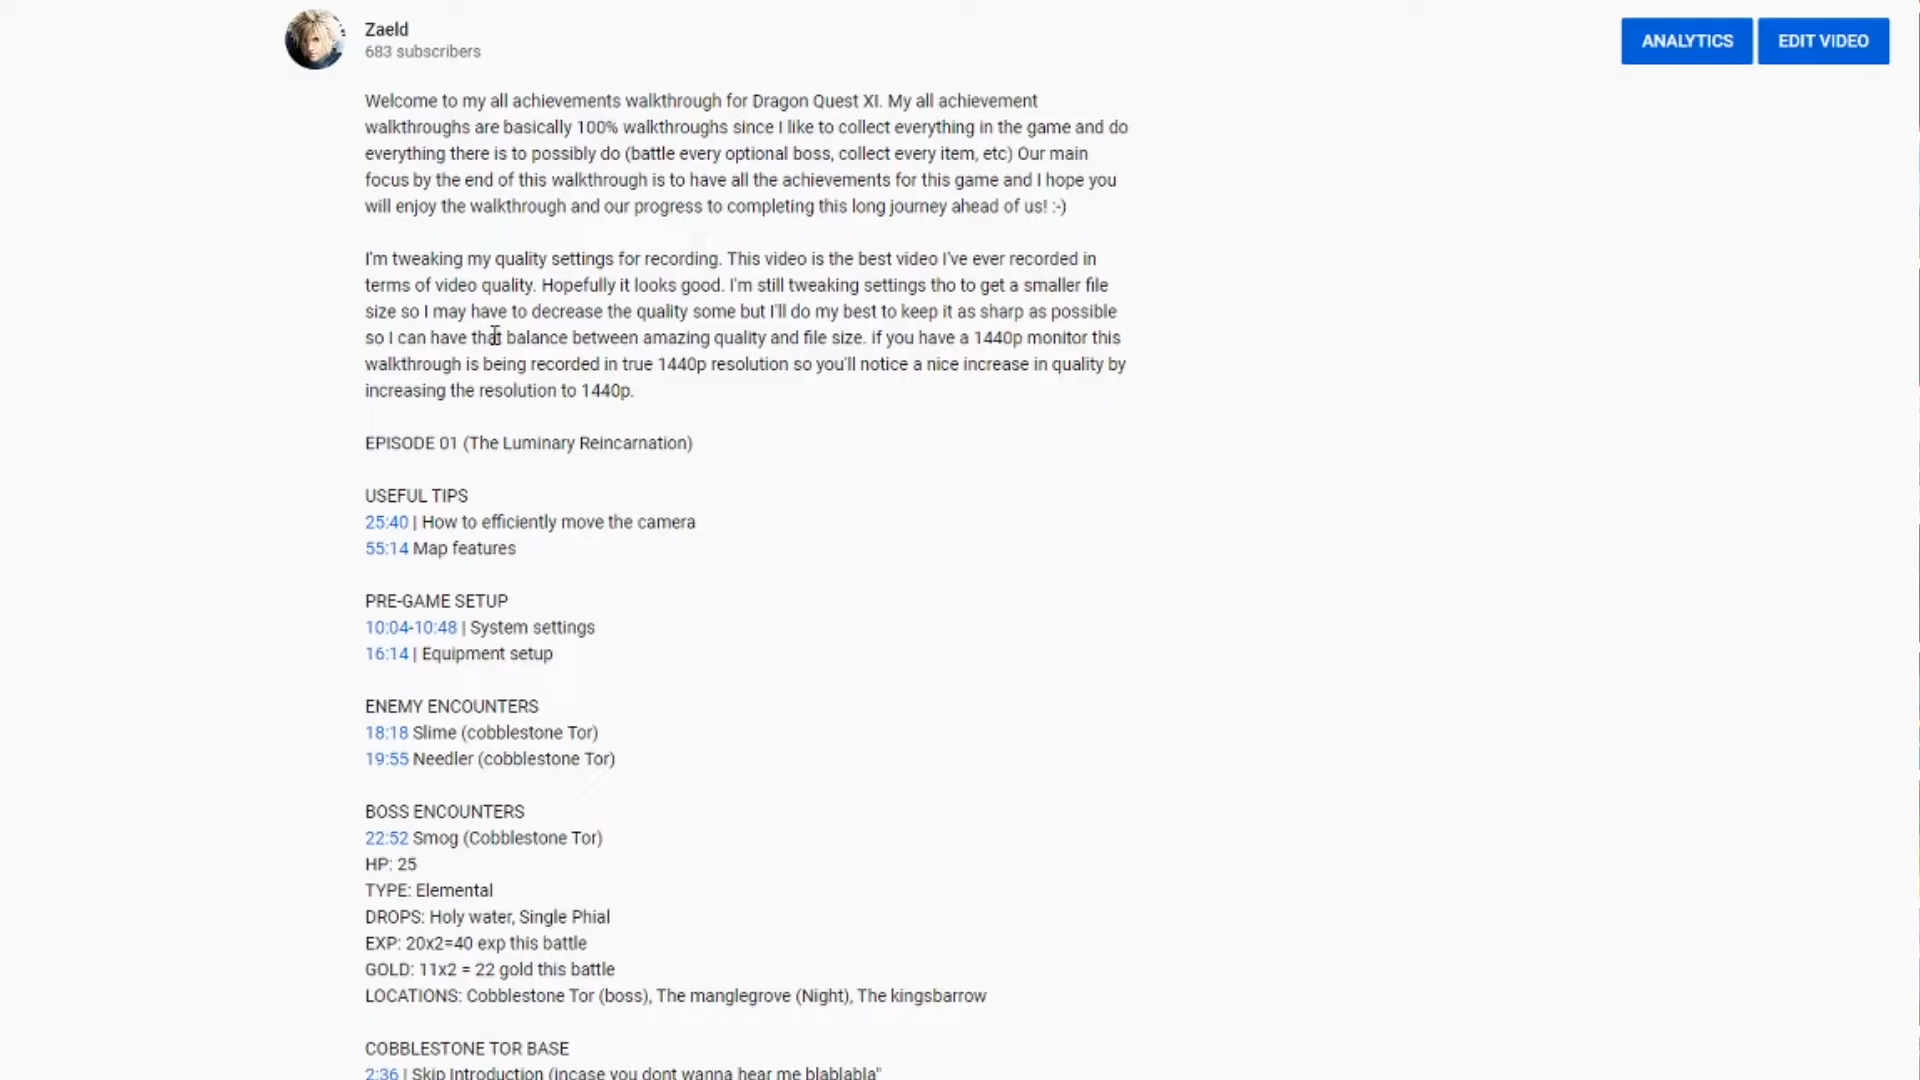 Zaeld
683 subscribers
ANALYTICS
EDIT VIDEO
Welcome to my all achievements walkthrough for Dragon Quest XI. My all achievement
walkthroughs are basically 100% walkthroughs since I like to collect everything in the game and do
everything there is to possibly do (battle every optional boss, collect every item, etc) Our main
focus by the end of this walkthrough is to have all the achievements for this game and I hope you
will enjoy the walkthrough and our progress to completing this long journey ahead of us! :-)
I'm tweaking my quality settings for recording. This video is the best video I've ever recorded in
terms of video quality. Hopefully it looks good. I'm still tweaking settings tho to get a smaller file
size so I may have to decrease the quality some but I'll do my best to keep it as sharp as possible
so I can have that balance between amazing quality and file size. if you have a 1440p monitor this
walkthrough is being recorded in true 1440p resolution so you'll notice a nice increase in quality by
increasing the resolution to 1440p.
EPISODE 01 (The Luminary Reincarnation)
USEFUL TIPS
25:40 | How to efficiently move the camera
55:14 Map features
PRE-GAME SETUP
10:04-10:48 | System settings
16:14 | Equipment setup
ENEMY ENCOUNTERS
18:18 Slime (cobblestone Tor)
19:55 Needler (cobblestone Tor)
BOSS ENCOUNTERS
22:52 Smog (Cobblestone Tor)
HP: 25
TYPE: Elemental
DROPS: Holy water, Single Phial
EXP: 20x2=40 exp this battle
GOLD: 11x2 = 22 gold this battle
LOCATIONS: Cobblestone Tor (boss), The manglegrove (Night), The kingsbarrow
COBBLESTONE TOR BASE
2:36 | Skip Introduction (incase you dont wanna hear me blablabla"